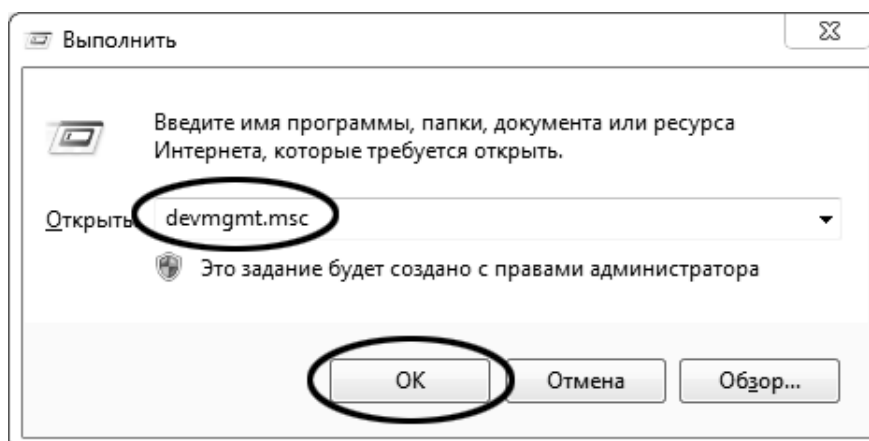 Выполнить
Введите имя программы, папки, документа или ресурса
Интернета, которые требуется открыть.
Открыть devmgmt.msc
Это задание будет создано с правами администратора
OK Отмена Обзор...